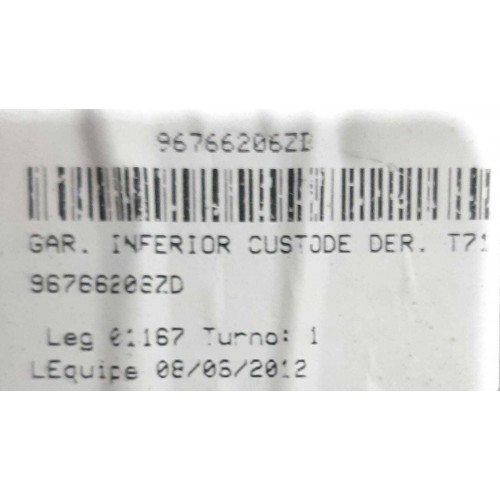 96766206ZD
GAR. INFERIOR CUSTODE DER. T71
96766206ZD
Leg 01167 Turno: 1
LEquipe 08/06/2012